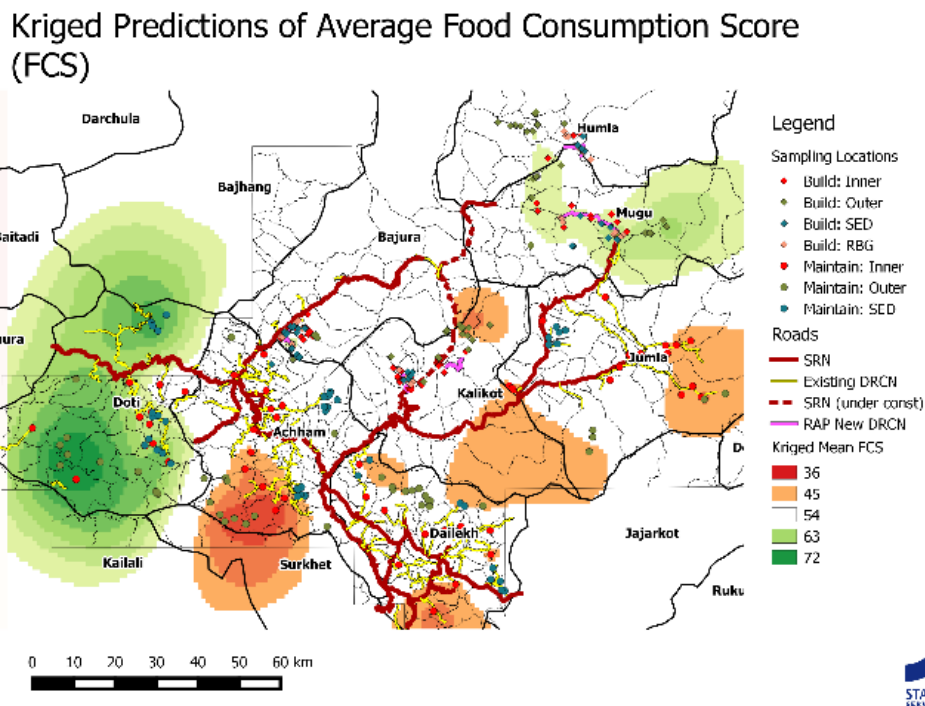 Kriged Predictions of Average Food Consumption Score
(FCS)
Darchula
Humla
Bajhang
Mugu
Bajura
Jumla
Kalikot
Doti
Achham
Dailekh
Jajarkot
Kailali
Surkhet
Legend
Sampling Locations
Build: Inner
Build: Outer
Build: SED
Build: RBG
Maintain: Inner
Maintain: Outer
Maintain: SED
Roads
SRN
Existing DRCN
SRN (under const)
RAP New DRCN
Kriged Mean FCS
36
45
54
63
72
0 10 20 30 40 50 60 km